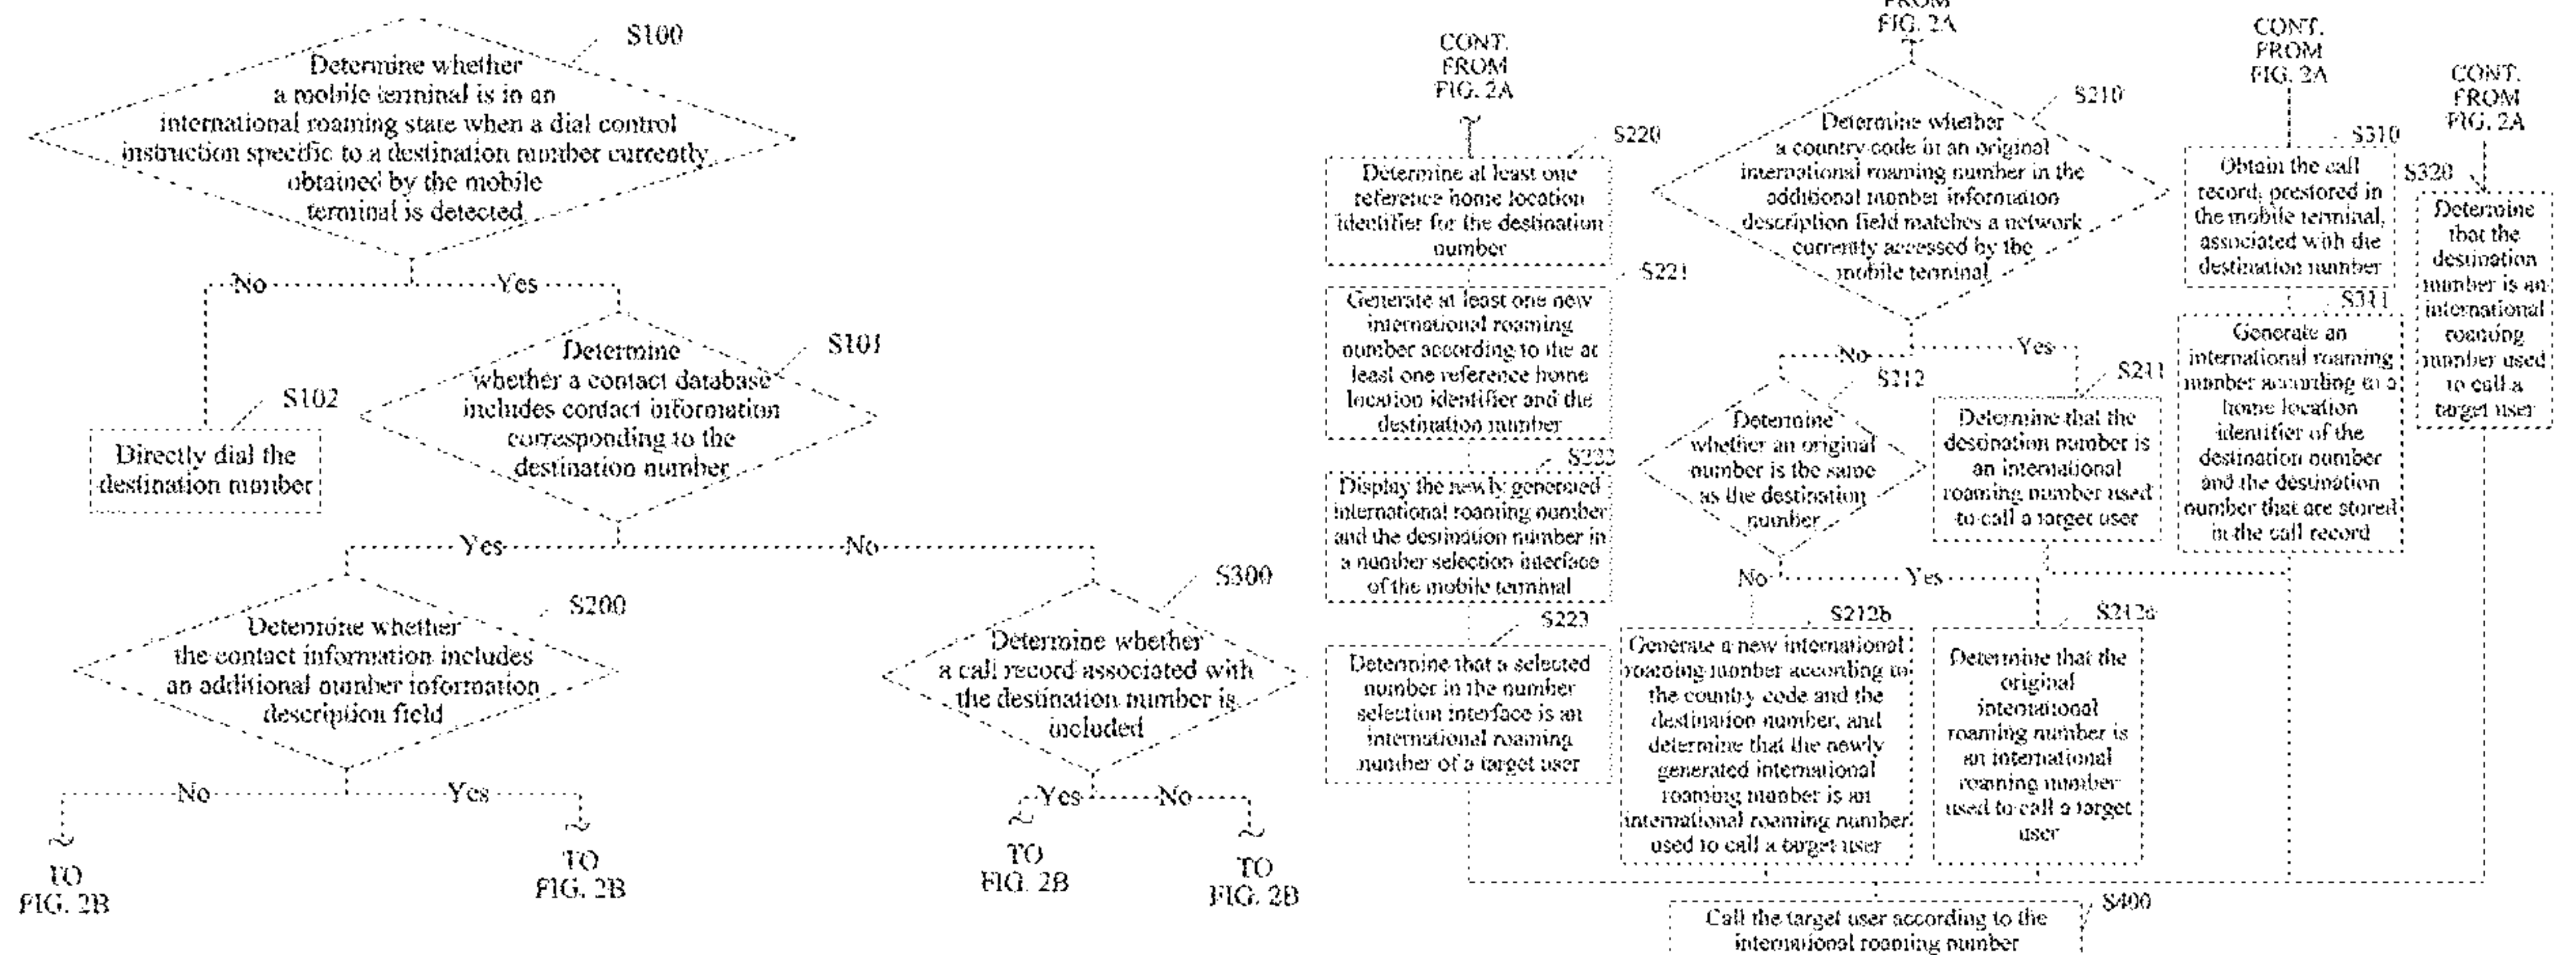 S100
Determine whether
a mobile terminal is in an
international roaming state when a dial control
instruction specific to a destination number currently
obtained by the mobile
terminal is detected
No
Yes
S101
Determine
whether a contact database
includes contact information
corresponding to the
destination number
S102
Directly dial the
destination number
Yes
No
S200
Determine whether
the contact information includes
an additional number information
description field
S300
Determine whether
a call record associated with
the destination number is
included
No
Yes
Yes
No
TO
FIG. 2B
TO
FIG. 2B
TO
FIG. 2B
TO
FIG. 2B
CONT.
FROM
FIG. 2A
S220
Determine at least one
reference home location
identifier for the destination
number
S221
Generate at least one new
international roaming
number according to the at
least one reference home
location identifier and the
destination number
S222
Display the newly generated
international roaming number
and the destination number in
a number selection interface
of the mobile terminal
S223
Determine that a selected
number in the number
selection interface is an
international roaming
number of a target user
FROM
FIG. 2A
S210
Determine whether
a country code in an original
international roaming number in the
additional number information
description field matches a network
currently accessed by the
mobile terminal
No
Yes
S212
Determine
whether an original
number is the same
as the destination
number
S211
Determine that the
destination number is
an international
roaming number used
to call a target user
No
Yes
S212b
Generate a new international
roaming number according to
the country code and the
destination number, and
determine that the newly
generated international
roaming number is an
international roaming number
used to call a target user
S212a
Determine that the
original
international
roaming number is
an international
roaming number
used to call a target
user
CONT.
FROM
FIG. 2A
S310
Obtain the call
record, prestored in
the mobile terminal,
associated with the
destination number
S311
Generate an
international roaming
number according to a
home location
identifier of the
destination number
and the destination
number that are stored
in the call record
CONT.
FROM
FIG. 2A
S320
Determine
that the
destination
number is an
international
roaming
number used
to call a
target user
S400
Call the target user according to the
international roaming number